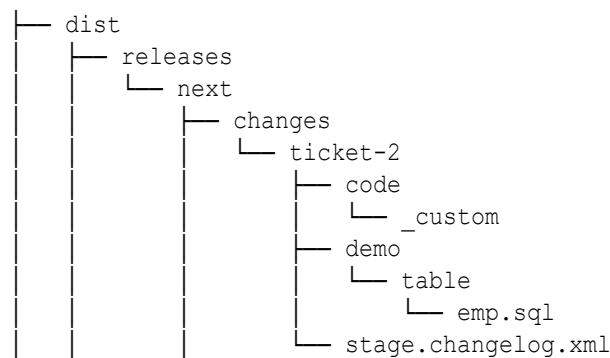 ├── dist
│   ├── releases
│   │   └── next
│   │       ├── changes
│   │       │   └── ticket-2
│   │       │       ├── code
│   │       │       │   └── _custom
│   │       │       ├── demo
│   │       │       │   └── table
│   │       │       │       └── emp.sql
│   │       │       └── stage.changelog.xml